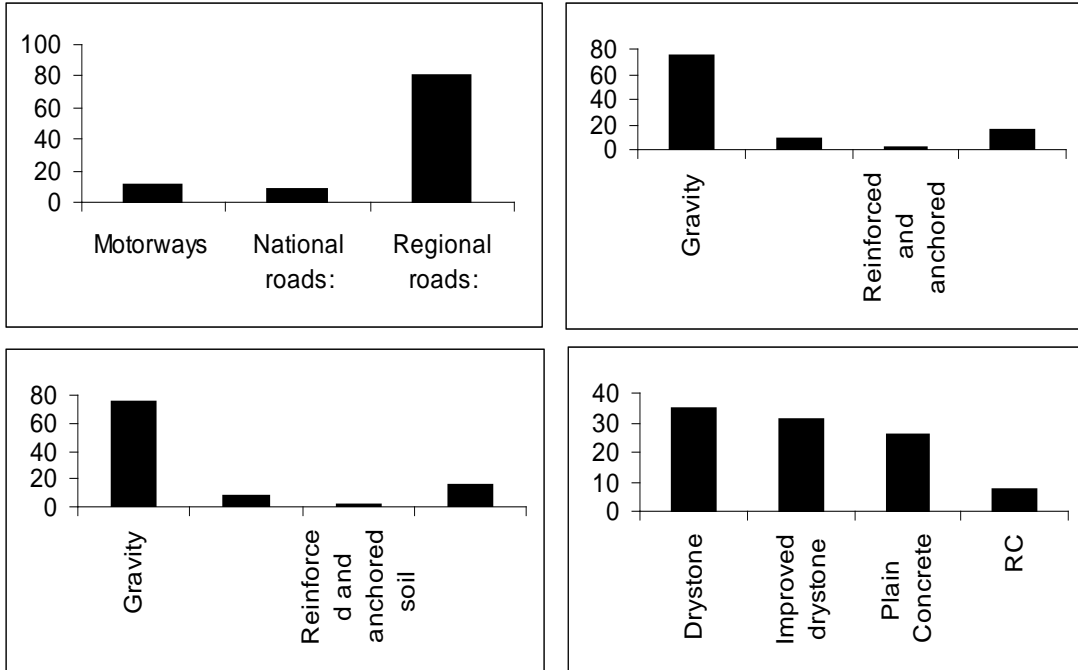 100
80
60
40
20
0
Motorways
National
roads:
Regional
roads:
80
60
40
20
0
Gravity
Reinforced
and
anchored
80
60
40
20
0
Gravity
Reinforce
d and
anchored
soil
40
30
20
10
0
Drystone
Improved
drystone
Plain
Concrete
RC